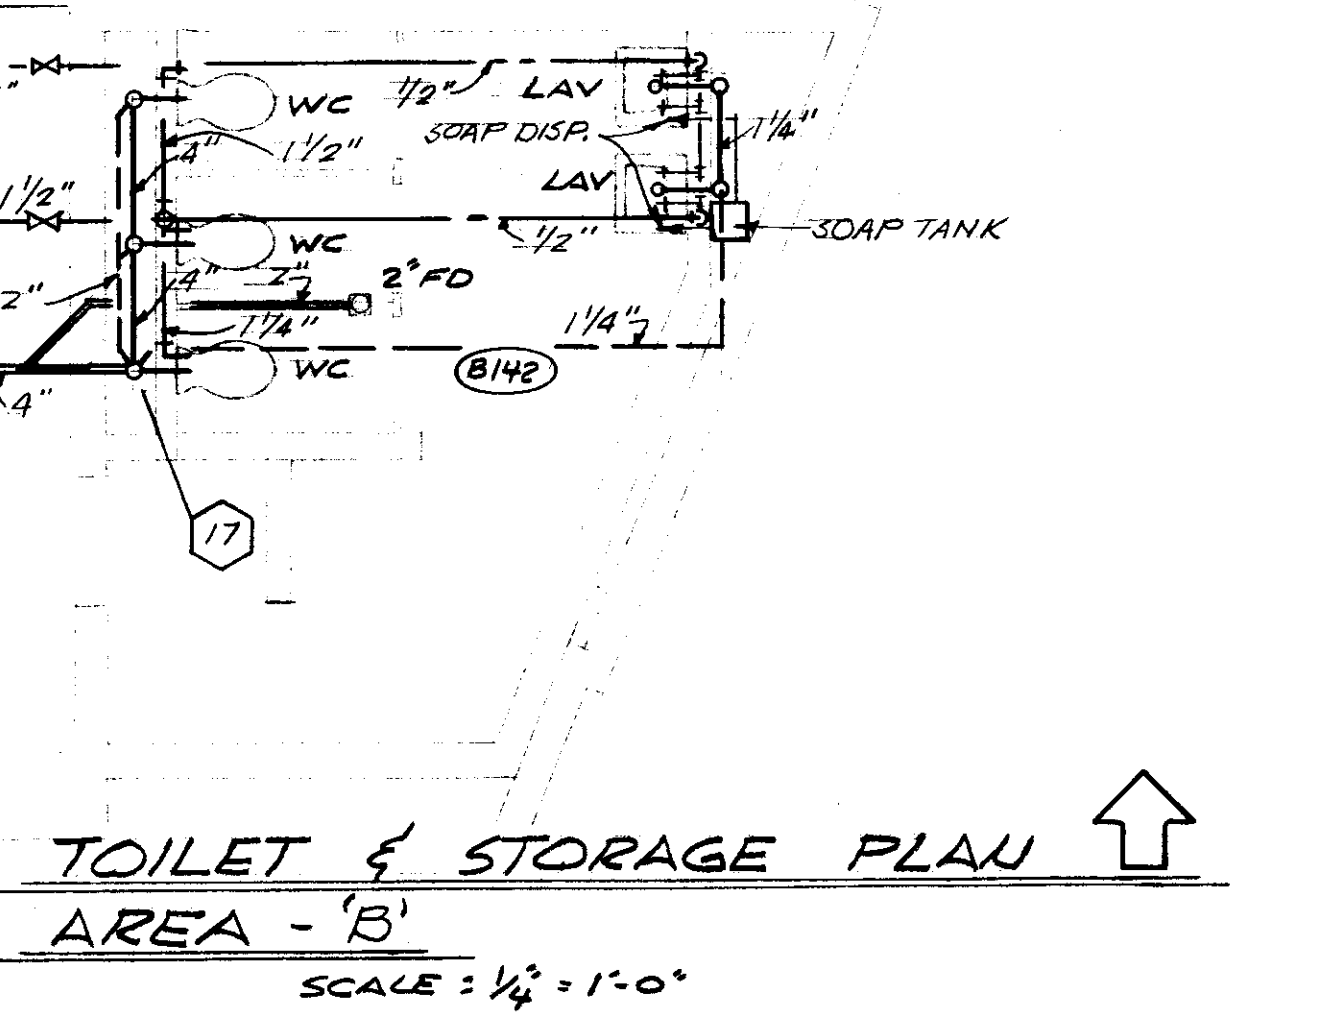 "
1/2"
LAV
WC
1 1/4"
SOAP DISP.
4"
1 1/2"
1 1/2"
LAV
SOAP TANK
1/2"
WC
4"
2"
2" FD
2"
1 1/4"
1 1/4"
WC
B142
4"
17
TOILET & STORAGE PLAN
AREA - 'B'
SCALE : 1/4" = 1'-0"